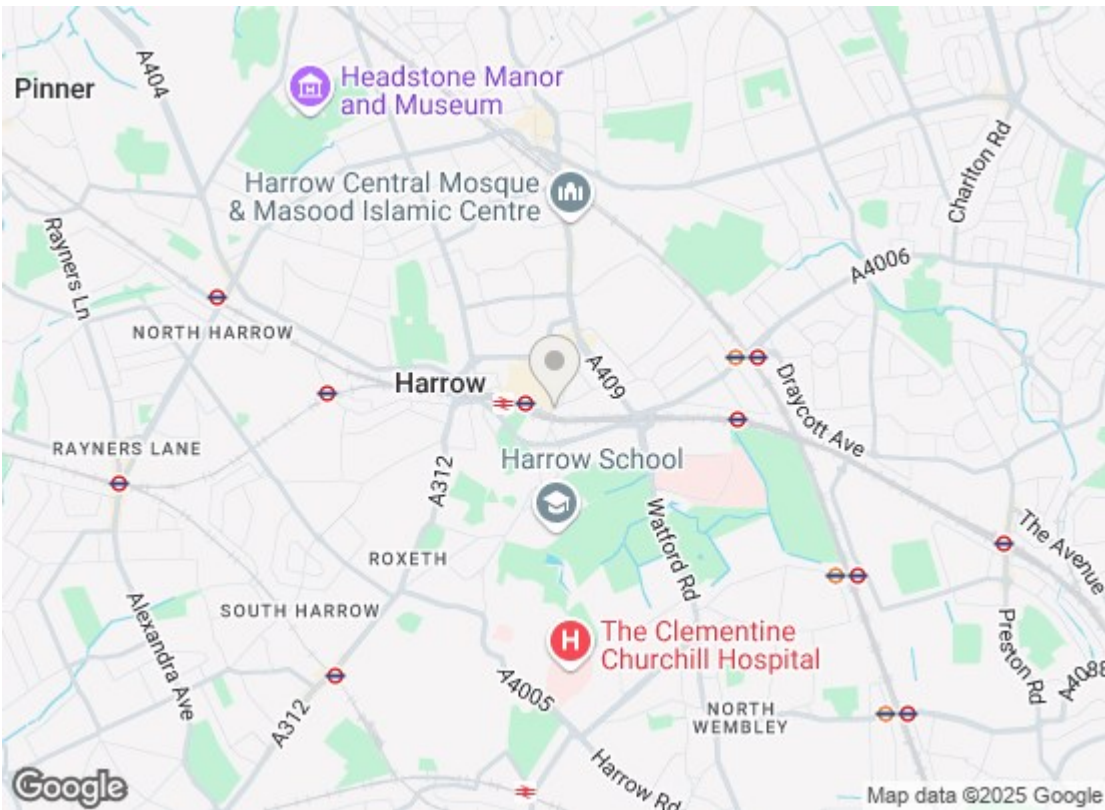 Pinner
A404
Headstone Manor
and Museum
Charlton Rd
Harrow Central Mosque
& Masood Islamic Centre
Rayners Ln
A4006
NORTH HARROW
Harrow
A409
Draycott Ave
RAYNERS LANE
A312
Harrow School
Watford Rd
The Avenue
ROXETH
SOUTH HARROW
Alexandra Ave
H
The Clementine
Churchill Hospital
Preston Rd
A4088
A4005
A312
NORTH
WEMBLEY
Harrow Rd
Google
Map data ©2025 Google